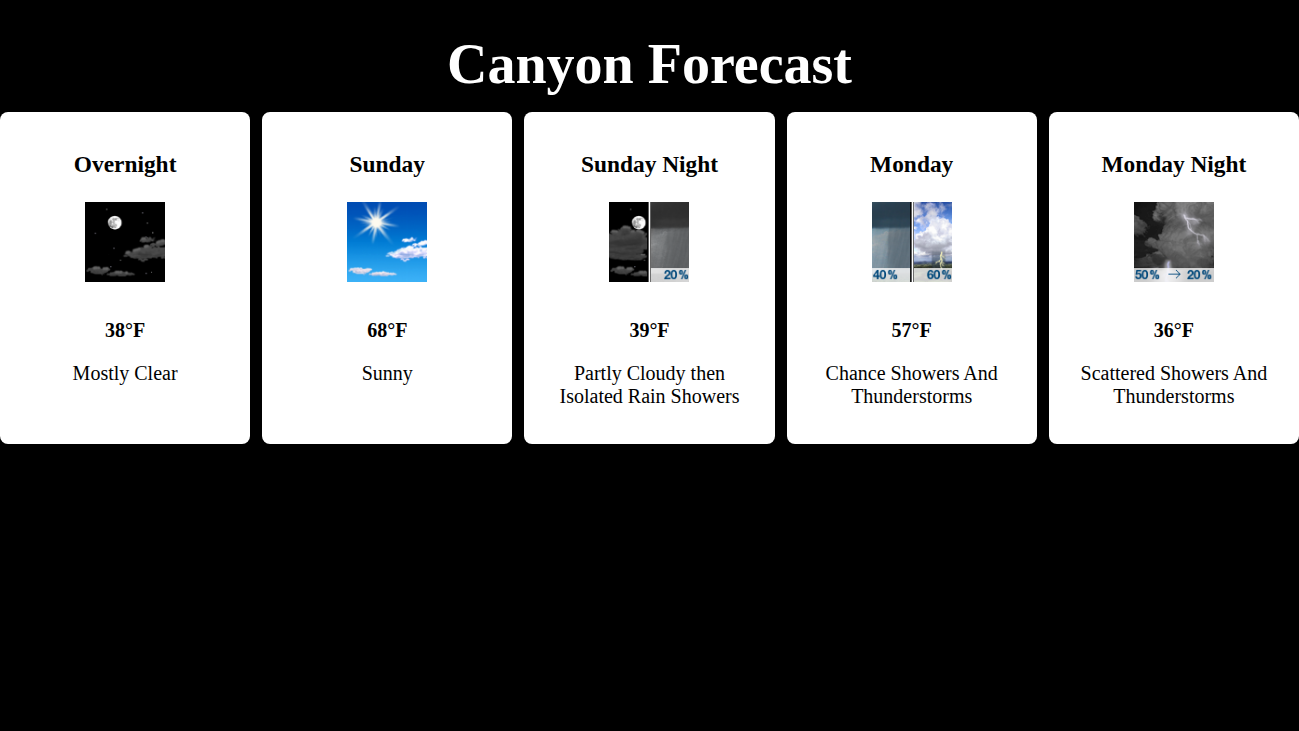 Canyon Forecast
Overnight
38°F
Mostly Clear
Sunday
68°F
Sunny
Sunday Night
20%
39°F
Partly Cloudy then
Isolated Rain Showers
Monday
40% 60%
57°F
Chance Showers And
Thunderstorms
Monday Night
50% → 20%
36°F
Scattered Showers And
Thunderstorms